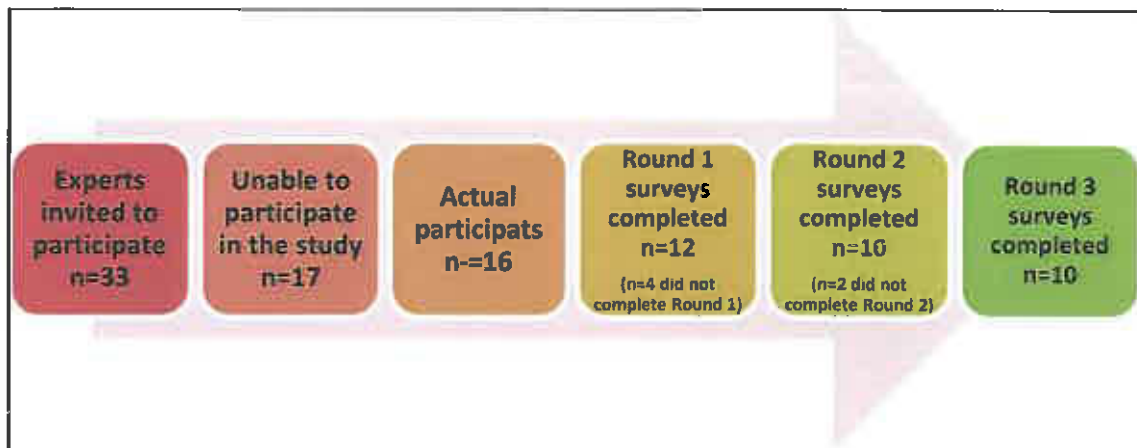 Experts
invited to
participate
n=33
Unable to
participate
in the study
n=17
Actual
participats
n-=16
Round 1
surveys
completed
n=12
(n=4 did not
complete Round 1)
Round 2
surveys
completed
n=10
(n=2 did not
complete Round 2)
Round 3
surveys
completed
n=10